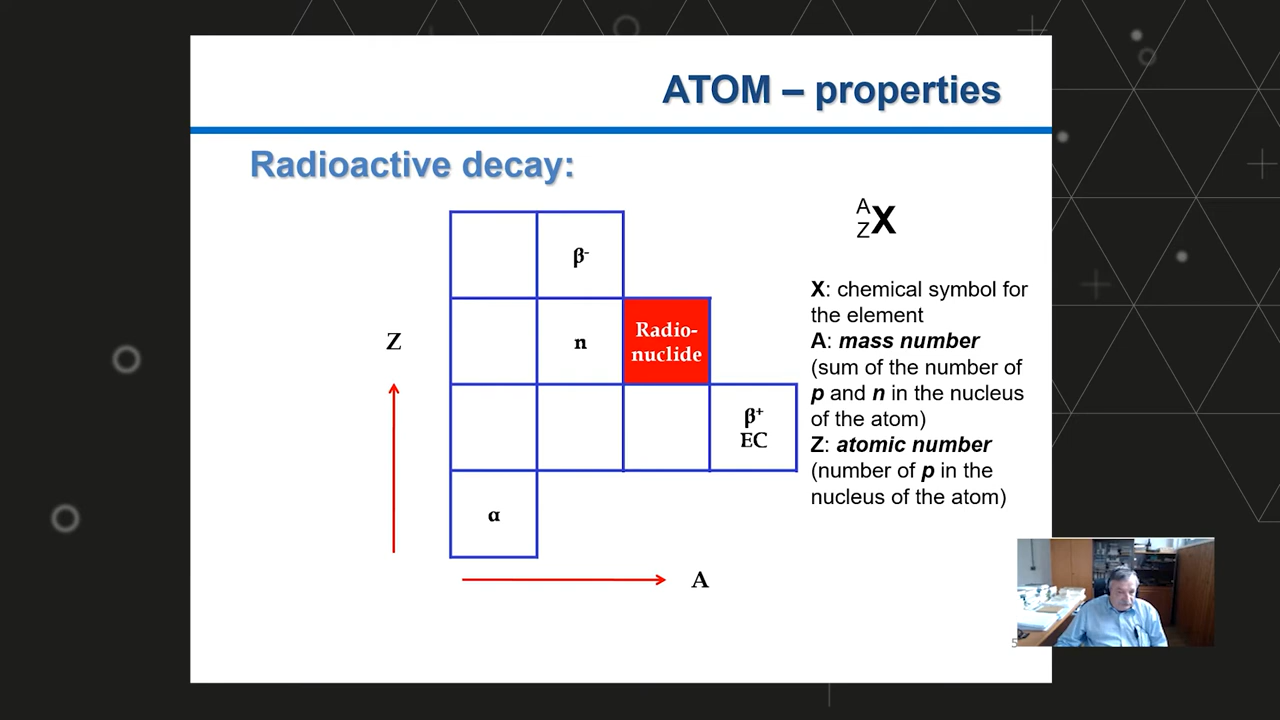 ATOM – properties
Radioactive decay:
A
Z
X
β-
Z
n
Radio-
nuclide
β+
EC
α
A
X: chemical symbol for
the element
A: mass number
(sum of the number of
p and n in the nucleus
of the atom)
Z: atomic number
(number of p in the
nucleus of the atom)
5